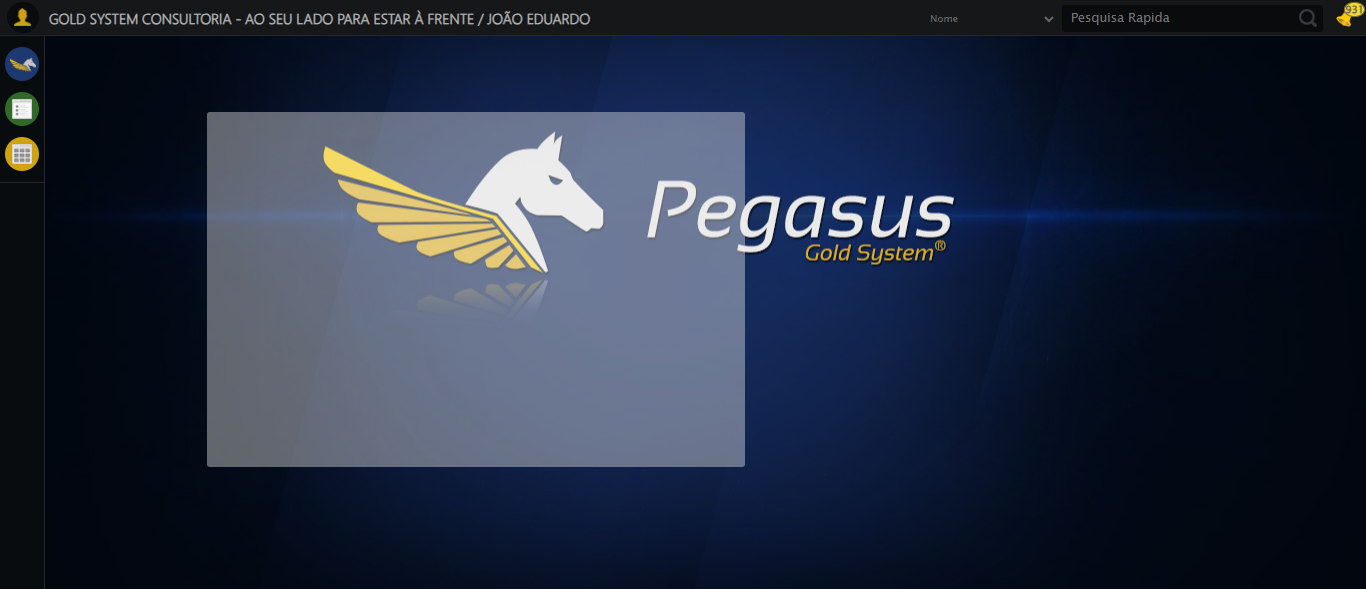 GOLD SYSTEM CONSULTORIA - AO SEU LADO PARA ESTAR À FRENTE / JOÃO EDUARDO
Nome
Pesquisa Rapida
931
Pegasus
Gold System®